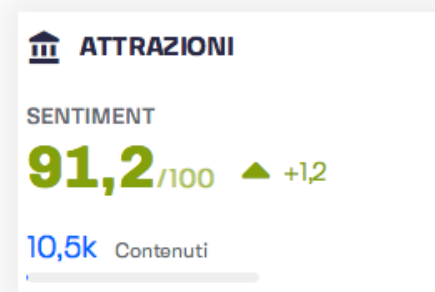 ATTRAZIONI
SENTIMENT
91,2/100 +1,2
10,5k Contenuti